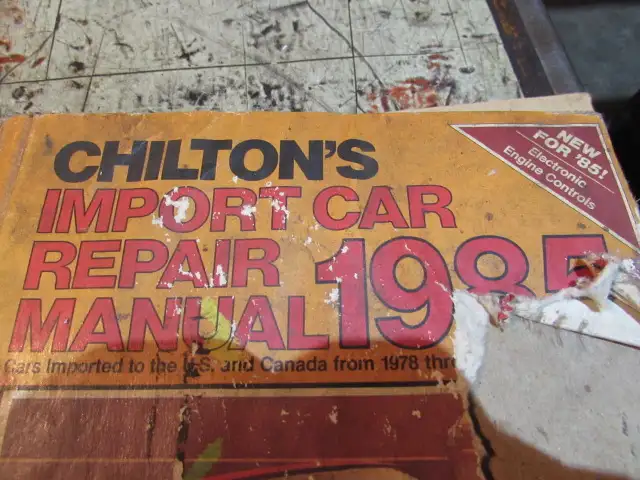 CHILTON'S
IMPORT CAR
REPAIR
MANUAL 1985
NEW
FOR '85!
Electronic
Engine Controls
Cars Imported to the U.S. and Canada from 1978